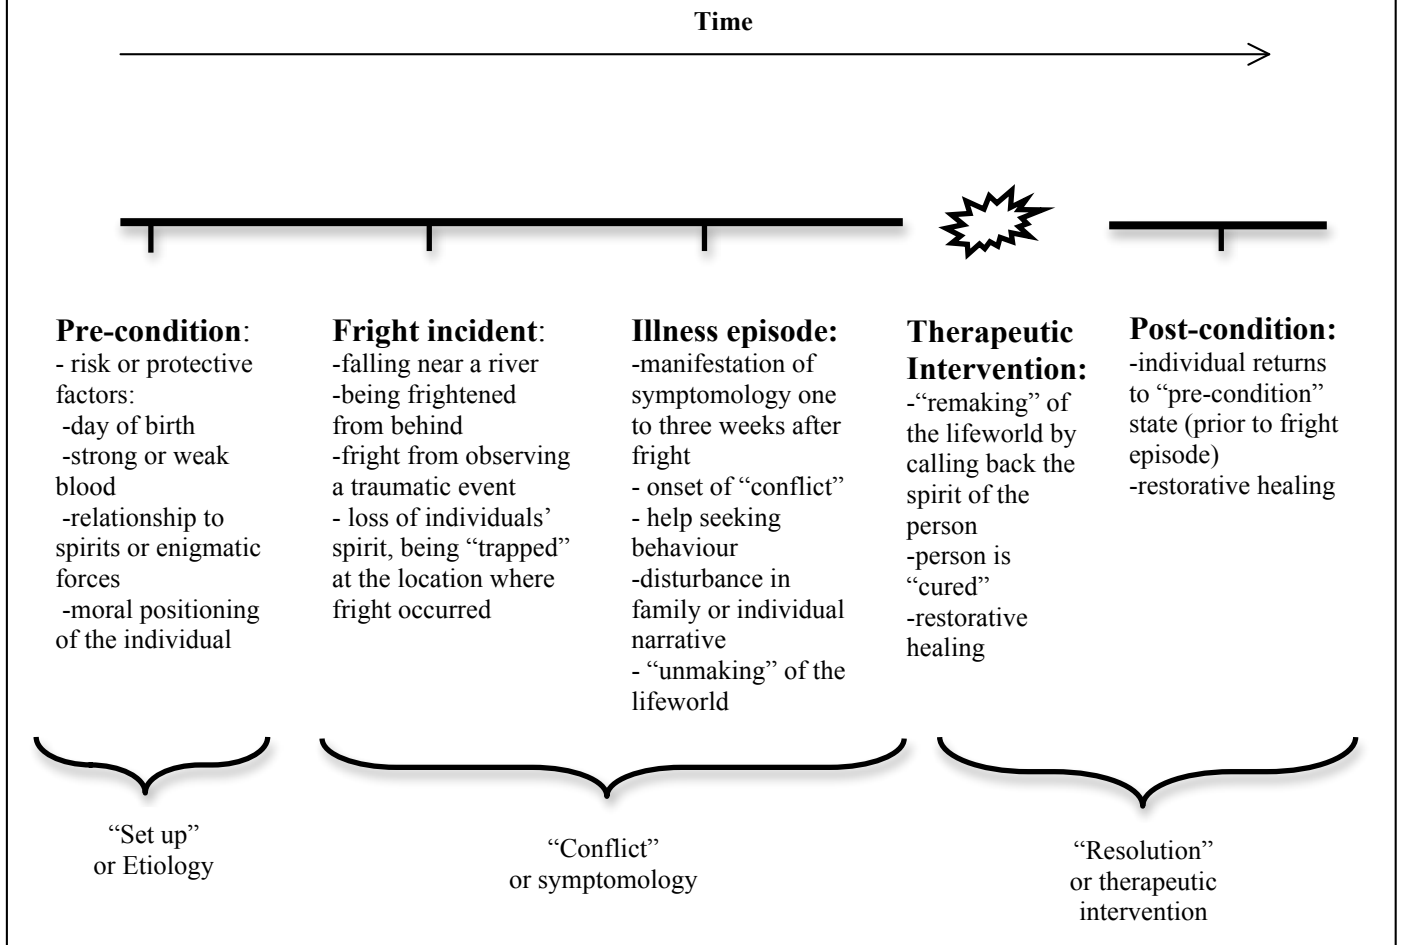 Time
Pre-condition:
- risk or protective
factors:
-day of birth
-strong or weak
blood
-relationship to
spirits or enigmatic
forces
-moral positioning
of the individual
Fright incident:
-falling near a river
-being frightened
from behind
-fright from observing
a traumatic event
- loss of individuals’
spirit, being “trapped”
at the location where
fright occurred
Illness episode:
-manifestation of
symptomology one
to three weeks after
fright
- onset of “conflict”
- help seeking
behaviour
-disturbance in
family or individual
narrative
- “unmaking” of the
lifeworld
Therapeutic
Intervention:
-“remaking” of
the lifeworld by
calling back the
spirit of the
person
-person is
“cured”
-restorative
healing
Post-condition:
-individual returns
to “pre-condition”
state (prior to fright
episode)
-restorative healing
“Set up”
or Etiology
“Conflict”
or symptomology
“Resolution”
or therapeutic
intervention